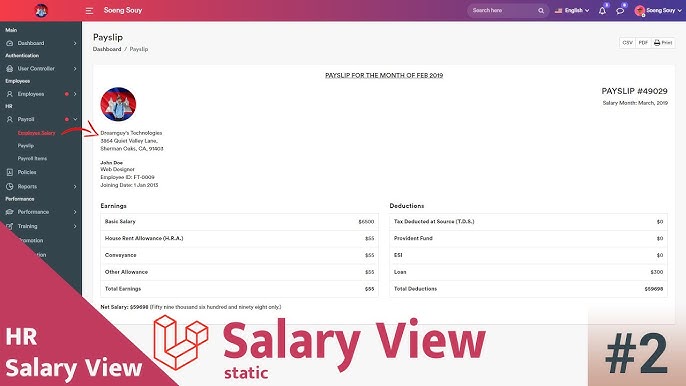 Soeng Souy
Search here
English
3
8
Soeng Souy
Main
Dashboard
Authentication
User Controller
Employees
Employees
HR
Payroll
Employee Salary
Payslip
Payroll Items
Policies
Reports
Performance
Performance
Training
Promotion
Payslip
Dashboard / Payslip
CSV PDF Print
PAYSLIP FOR THE MONTH OF FEB 2019
PAYSLIP #49029
Salary Month: March, 2019
Dreamguy's Technologies
3864 Quiet Valley Lane,
Sherman Oaks, CA, 91403
John Doe
Web Designer
Employee ID: FT-0009
Joining Date: 1 Jan 2013
Earnings
Basic Salary $6500
House Rent Allowance (H.R.A.) $55
Conveyance $55
Other Allowance $55
Total Earnings $55
Deductions
Tax Deducted at Source (T.D.S.) $0
Provident Fund $0
ESI $0
Loan $300
Total Deductions $59698
Net Salary: $59698 (Fifty nine thousand six hundred and ninety eight only.)
HR
Salary View
Salary View
static
#2